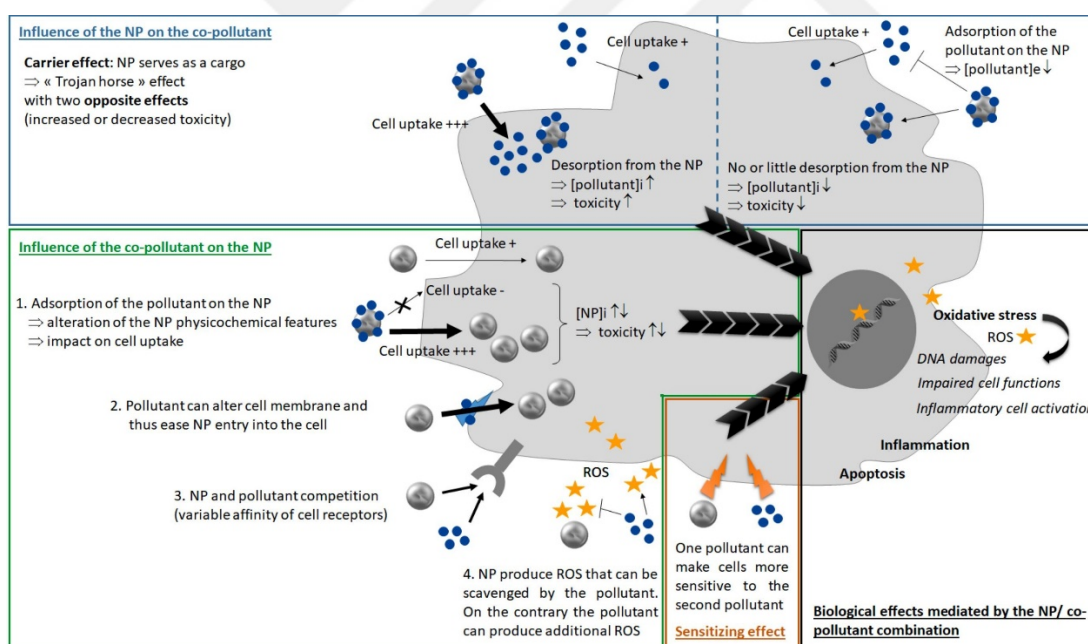 Influence of the NP on the co-pollutant
Carrier effect: NP serves as a cargo
⇒ « Trojan horse » effect
with two opposite effects
(increased or decreased toxicity)
Cell uptake +
Cell uptake +++
Desorption from the NP
⇒ [pollutant]i ↑
⇒ toxicity ↑
Cell uptake +
Adsorption of the
pollutant on the NP
⇒ [pollutant]e ↓
No or little desorption from the NP
⇒ [pollutant]i ↓
⇒ toxicity ↓
Influence of the co-pollutant on the NP
Cell uptake +
1. Adsorption of the pollutant on the NP
⇒ alteration of the NP physicochemical features
⇒ impact on cell uptake
Cell uptake -
Cell uptake +++
[NP]i ↑↓
⇒ toxicity ↑↓
2. Pollutant can alter cell membrane and
thus ease NP entry into the cell
3. NP and pollutant competition
(variable affinity of cell receptors)
ROS
4. NP produce ROS that can be
scavenged by the pollutant.
On the contrary the pollutant
can produce additional ROS
One pollutant can
make cells more
sensitive to the
second pollutant
Sensitizing effect
Oxidative stress
ROS
DNA damages
Impaired cell functions
Inflammatory cell activation
Inflammation
Apoptosis
Biological effects mediated by the NP/ co-
pollutant combination